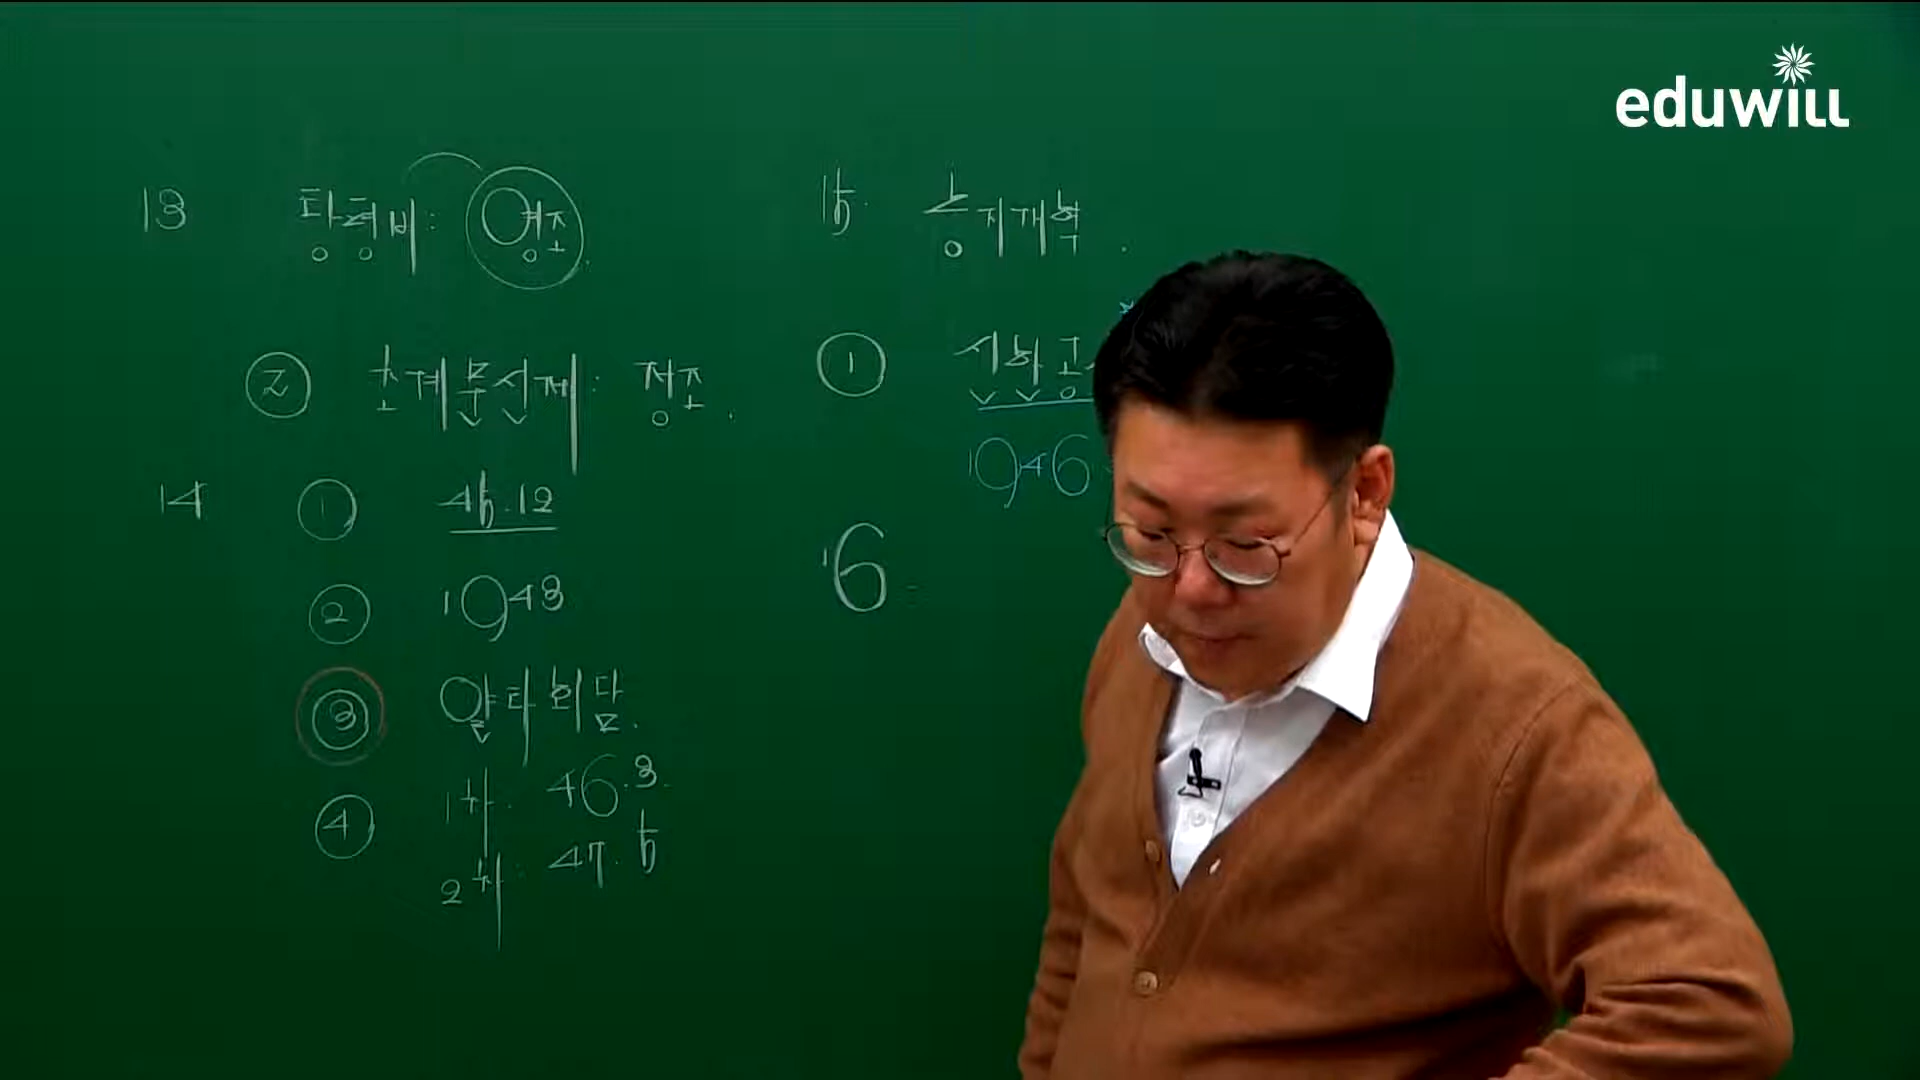 eduwill
13 탕평비: 영조
② 초계문신제: 정조.
14 ① 45.12
② 1943
③ 얄타회담.
④ 1차. 46.3.
2차: 47.5
15. 농지개혁.
① 신한공
1946
16